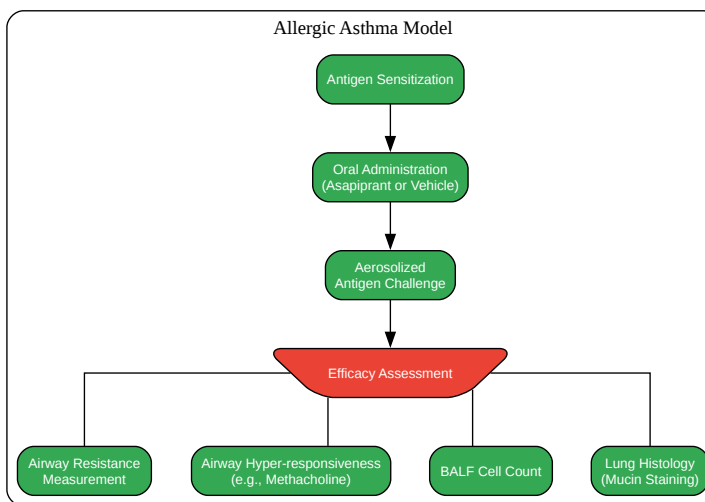 Allergic Asthma Model
Antigen Sensitization
Oral Administration
(Asapiprant or Vehicle)
Aerosolized
Antigen Challenge
Efficacy Assessment
Airway Resistance
Measurement
Airway Hyper-responsiveness
(e.g., Methacholine)
BALF Cell Count
Lung Histology
(Mucin Staining)